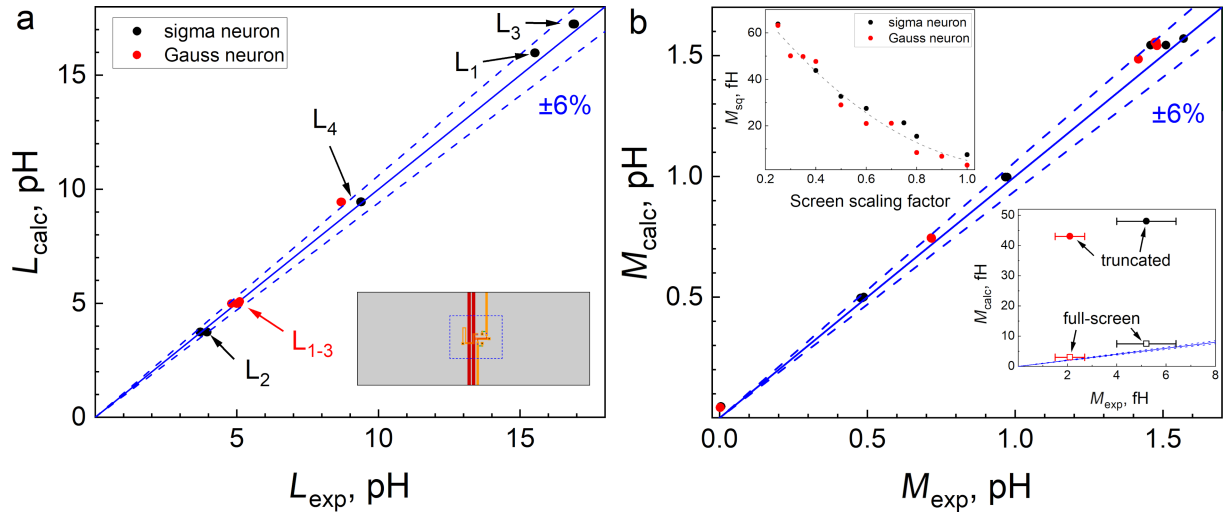 a
sigma neuron
Gauss neuron
L3
L1
±6%
L4
L2
L1-3
Lcalc, pH
15
10
5
0
5
10
15
Lexp, pH
b
sigma neuron
Gauss neuron
Msq, fH
60
40
20
0.2
0.4
0.6
0.8
1.0
Screen scaling factor
±6%
Mcalc, pH
1.5
1.0
0.5
0.0
0.0
0.5
1.0
1.5
Mexp, pH
Mcalc, fH
50
40
30
20
10
0
truncated
full-screen
2
4
6
8
Mexp, fH